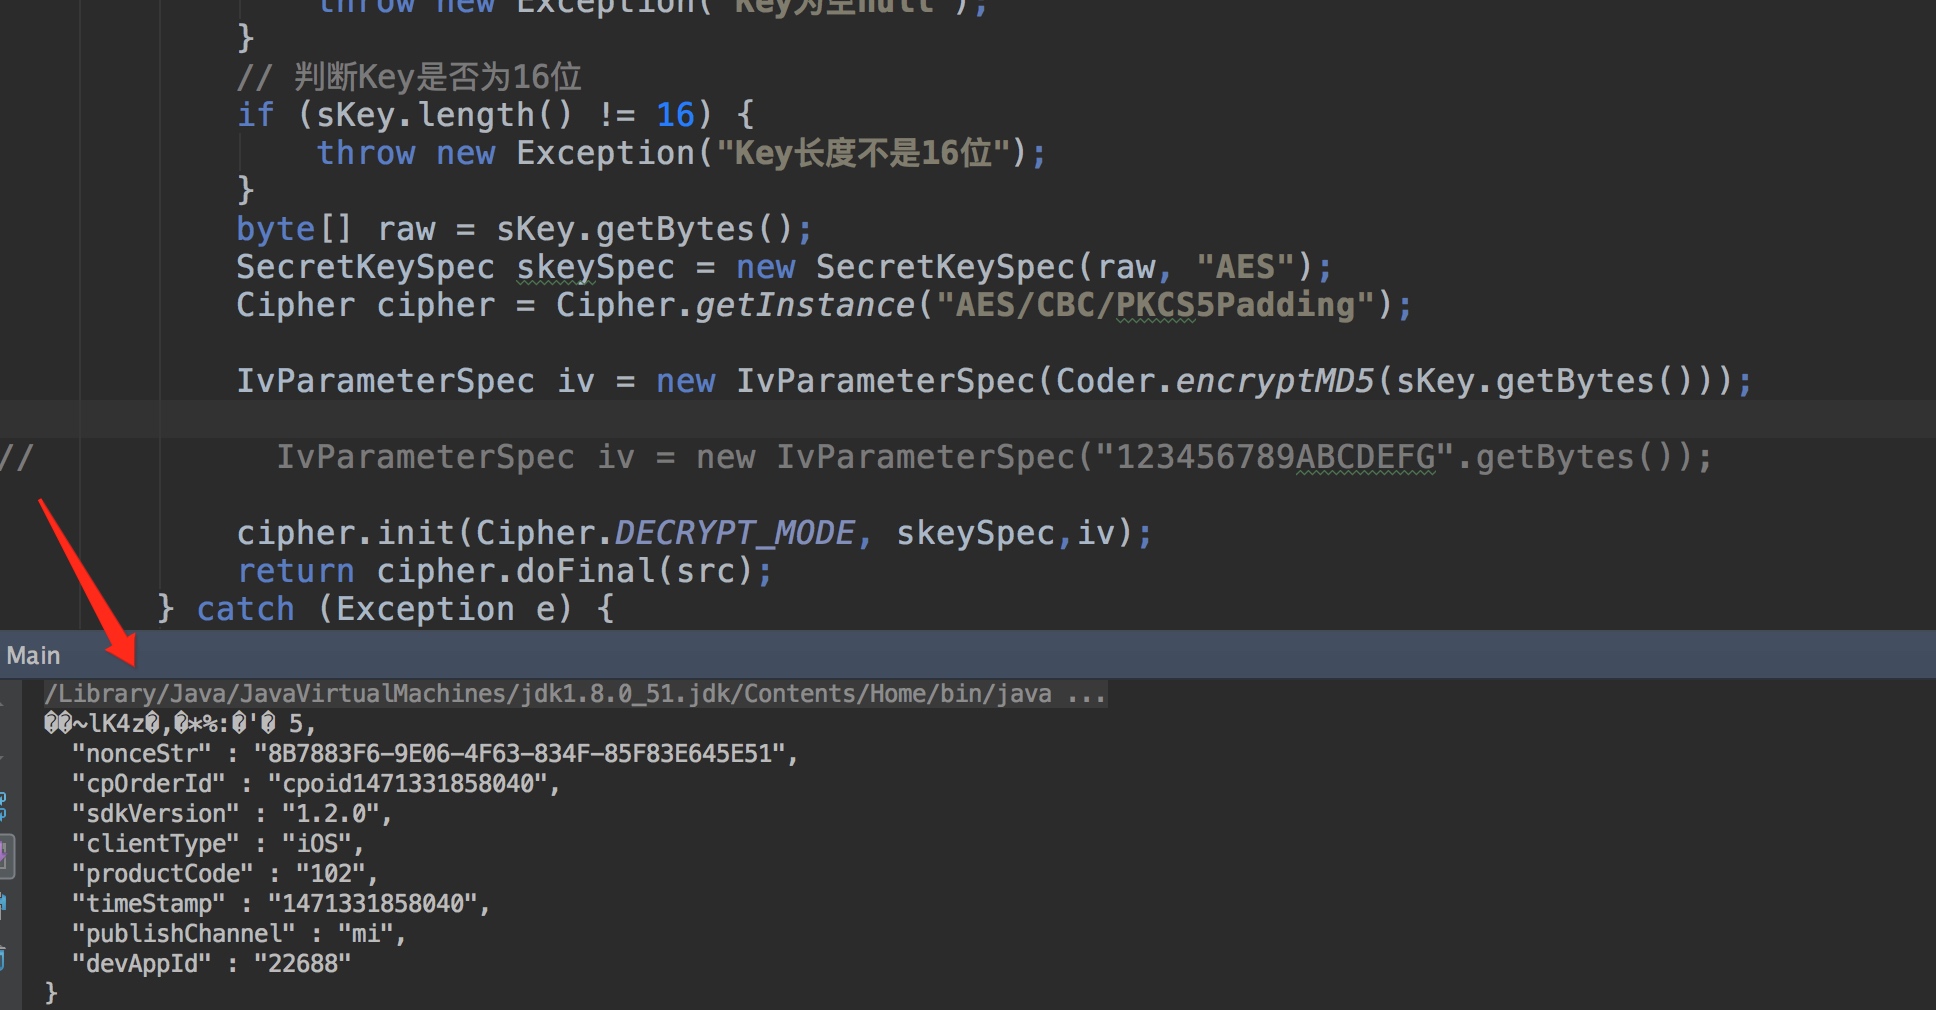 throw new Exception("Key为空null");
}
// 判断Key是否为16位
if (sKey.length() != 16) {
throw new Exception("Key长度不是16位");
}
byte[] raw = sKey.getBytes();
SecretKeySpec skeySpec = new SecretKeySpec(raw, "AES");
Cipher cipher = Cipher.getInstance("AES/CBC/PKCS5Padding");
IvParameterSpec iv = new IvParameterSpec(Coder.encryptMD5(sKey.getBytes()));
// IvParameterSpec iv = new IvParameterSpec("123456789ABCDEFG".getBytes());
cipher.init(Cipher.DECRYPT_MODE, skeySpec,iv);
return cipher.doFinal(src);
} catch (Exception e) {
Main
/Library/Java/JavaVirtualMachines/jdk1.8.0_51.jdk/Contents/Home/bin/java ...
��~lK4z�,�*%:�'� 5,
"nonceStr" : "8B7883F6-9E06-4F63-834F-85F83E645E51",
"cpOrderId" : "cpoid1471331858040",
"sdkVersion" : "1.2.0",
"clientType" : "iOS",
"productCode" : "102",
"timeStamp" : "1471331858040",
"publishChannel" : "mi",
"devAppId" : "22688"
}